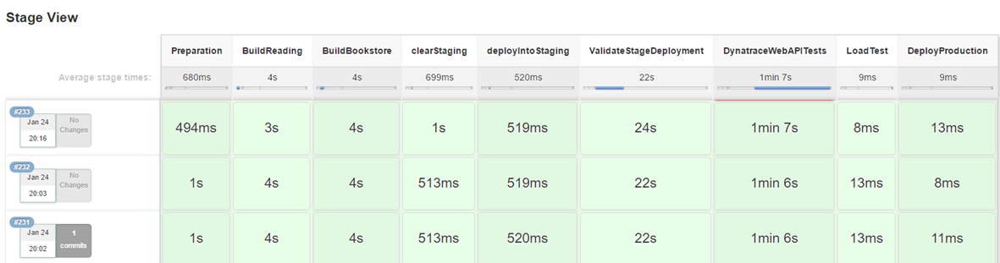 Stage View
Preparation BuildReading BuildBookstore clearStaging deployIntoStaging ValidateStageDeployment DynatraceWebAPITests LoadTest DeployProduction
Average stage times: 680ms 4s 4s 699ms 520ms 22s 1min 7s 9ms 9ms
#233
Jan 24 No Changes
20:16
494ms 3s 4s 1s 519ms 24s 1min 7s 8ms 13ms
#232
Jan 24 No Changes
20:03
1s 4s 4s 513ms 519ms 22s 1min 6s 13ms 8ms
#231
Jan 24 1 commits
20:02
1s 4s 4s 513ms 520ms 22s 1min 6s 13ms 11ms